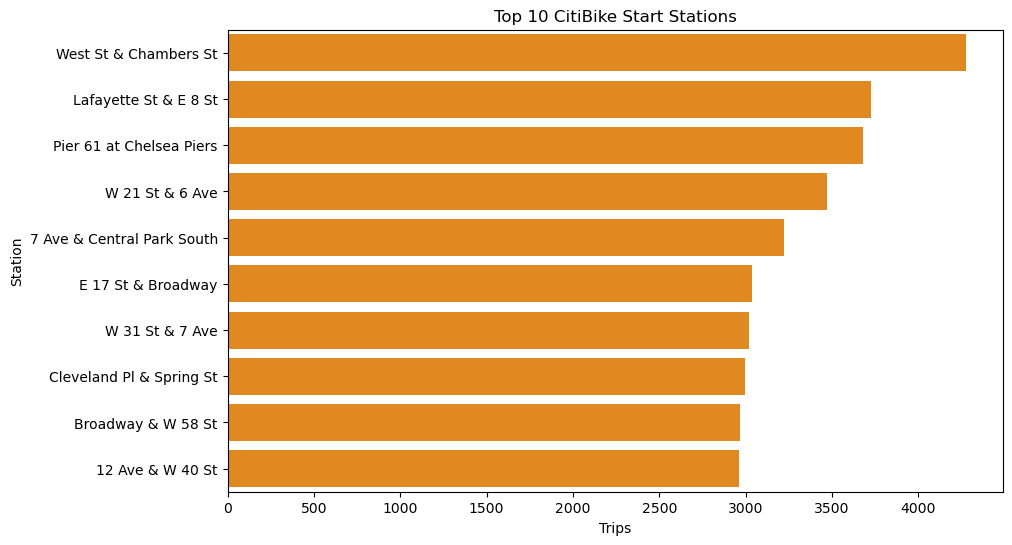 Top 10 CitiBike Start Stations
Station
West St & Chambers St
Lafayette St & E 8 St
Pier 61 at Chelsea Piers
W 21 St & 6 Ave
7 Ave & Central Park South
E 17 St & Broadway
W 31 St & 7 Ave
Cleveland Pl & Spring St
Broadway & W 58 St
12 Ave & W 40 St
0 500 1000 1500 2000 2500 3000 3500 4000
Trips